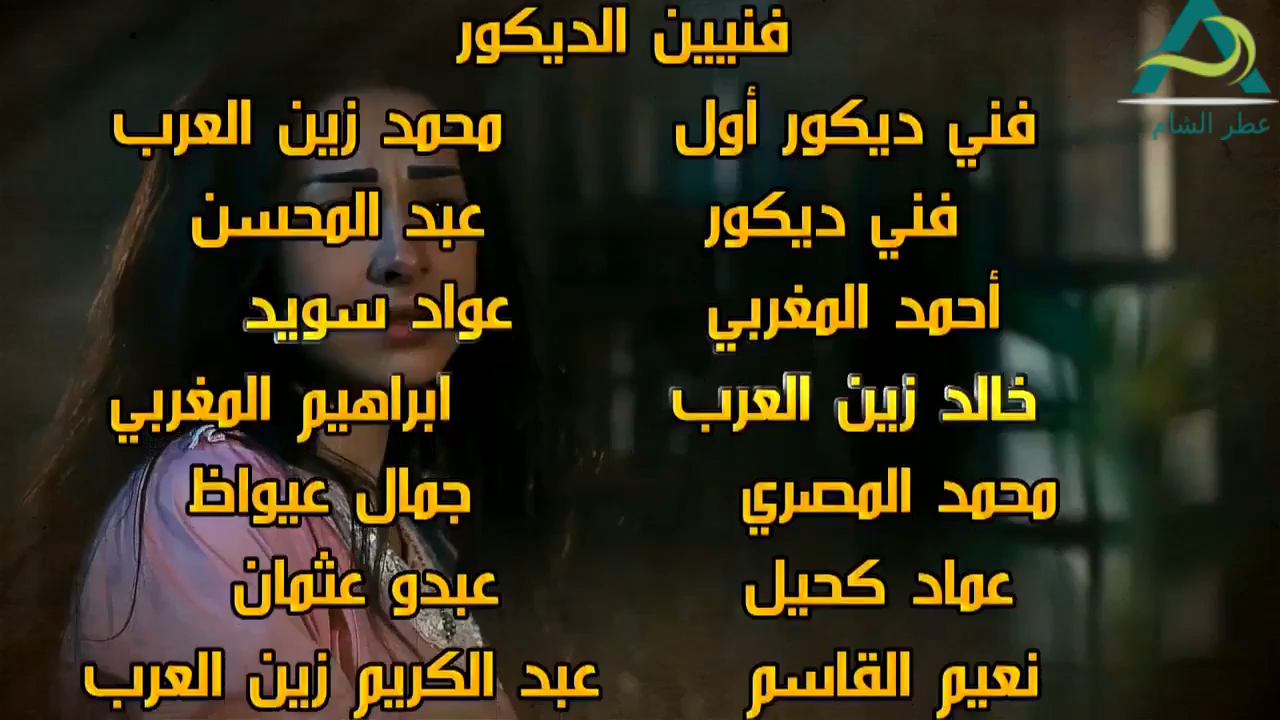 فنيين الديكور
فني ديكور أول محمد زين العرب
فني ديكور عبد المحسن
أحمد المغربي عواد سويد
خالد زين العرب ابراهيم المغربي
محمد المصري جمال عيواظ
عماد كحيل عبدو عثمان
نعيم القاسم عبد الكريم زين العرب
عطر الشام